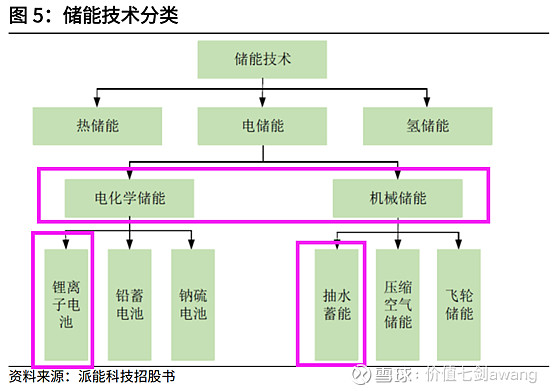 图 5：储能技术分类
储能技术
热储能
电储能
氢储能
电化学储能
机械储能
锂离
子电
池
铅蓄
电池
钠硫
电池
抽水
蓄能
压缩
空气
储能
飞轮
储能
资料来源：派能科技招股书
雪球：价值七剑awang